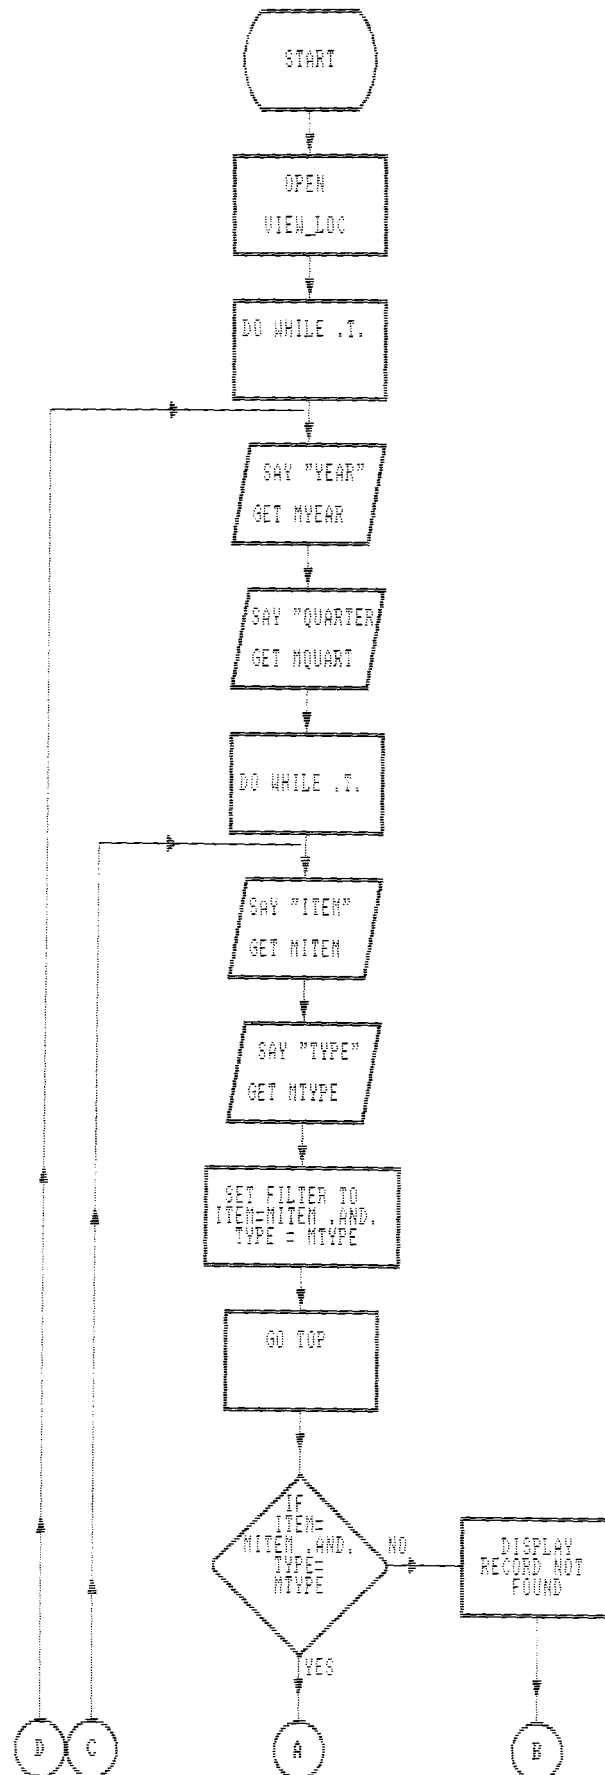 START
OPEN
VIEW_LOC
DO WHILE .T.
SAY "YEAR"
GET MYEAR
SAY "QUARTER
GET MQUART
DO WHILE .T.
SAY "ITEM"
GET MITEM
SAY "TYPE"
GET MTYPE
SET FILTER TO
ITEM=MITEM .AND.
TYPE = MTYPE
GO TOP
IF
ITEM=
MITEM .AND.
TYPE=
MTYPE
NO
DISPLAY
RECORD NOT
FOUND
YES
D
C
A
B